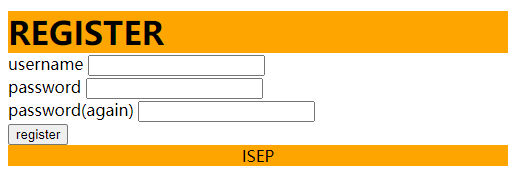 REGISTER
username
password
password(again)
register
ISEP